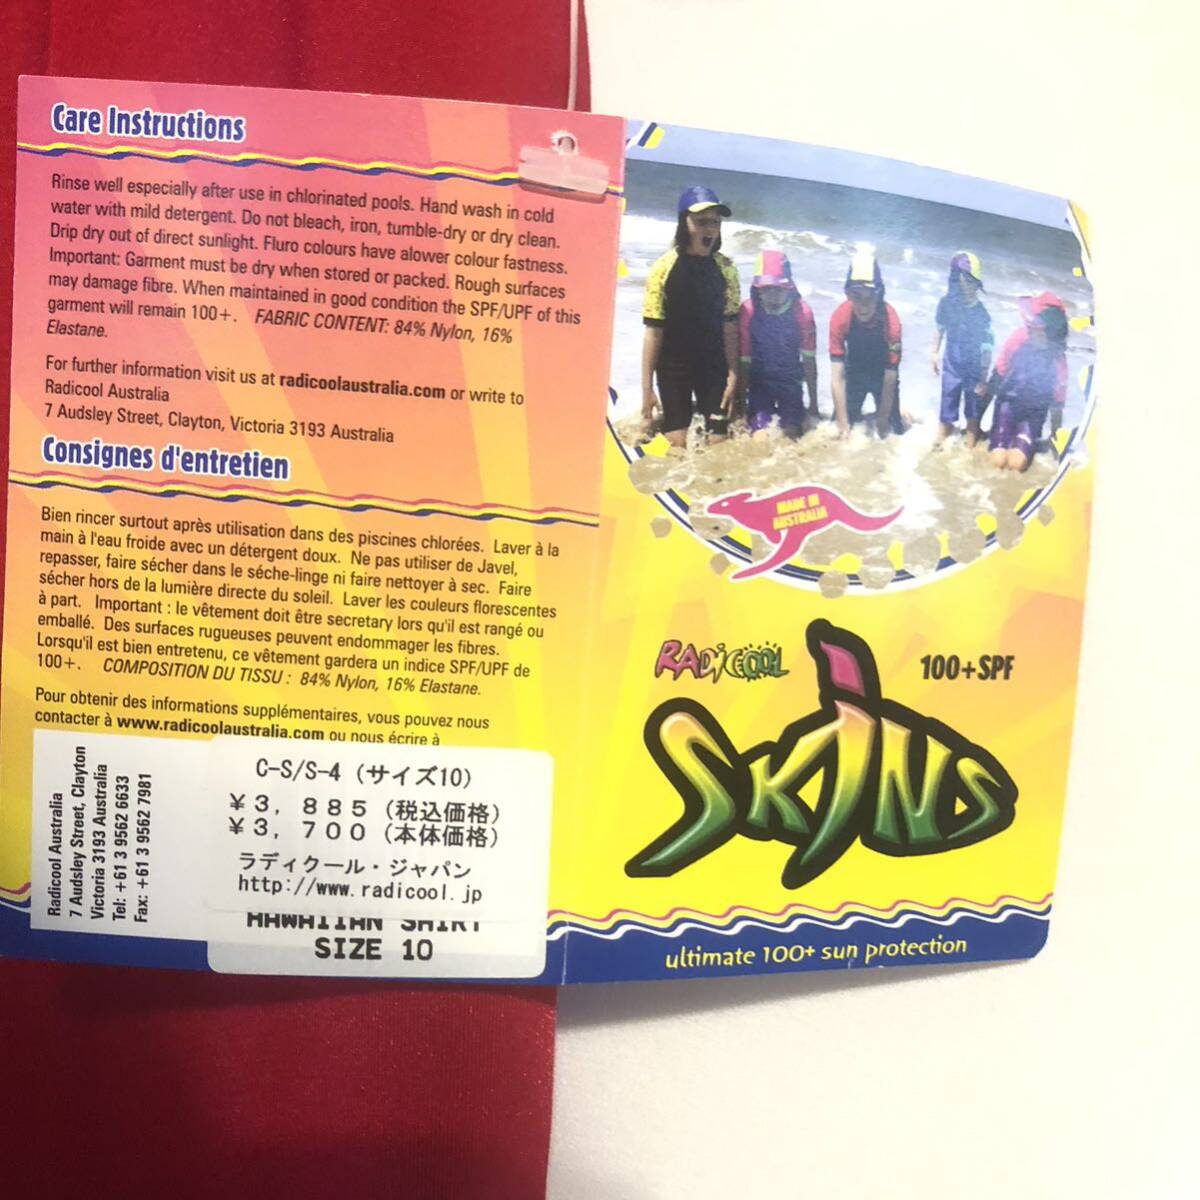 Care Instructions
Rinse well especially after use in chlorinated pools. Hand wash in cold
water with mild detergent. Do not bleach, iron, tumble-dry or dry clean.
Drip dry out of direct sunlight. Fluro colours have alower colour fastness.
Important: Garment must be dry when stored or packed. Rough surfaces
may damage fibre. When maintained in good condition the SPF/UPF of this
garment will remain 100+. FABRIC CONTENT: 84% Nylon, 16%
Elastane.
For further information visit us at radicoolaustralia.com or write to
Radicool Australia
7 Audsley Street, Clayton, Victoria 3193 Australia
Consignes d'entretien
Bien rincer surtout après utilisation dans des piscines chlorées. Laver à la
main à l'eau froide avec un détergent doux. Ne pas utiliser de Javel,
repasser, faire sécher dans le séche-linge ni faire nettoyer à sec. Faire
sécher hors de la lumière directe du soleil. Laver les couleurs florescentes
à part. Important : le vêtement doit être secretary lors qu'il est rangé ou
emballé. Des surfaces rugueuses peuvent endommager les fibres.
Lorsqu'il est bien entretenu, ce vêtement gardera un indice SPF/UPF de
100+. COMPOSITION DU TISSU : 84% Nylon, 16% Elastane.
Pour obtenir des informations supplémentaires, vous pouvez nous
contacter à www.radicoolaustralia.com ou nous écrire à
Radicool Australia
7 Audsley Street, Clayton
Victoria 3193 Australia
Tel: +61 3 9562 6633
Fax: +61 3 9562 7981
C-S/S-4 (サイズ10)
¥3,885(税込価格)
¥3,700(本体価格)
ラディクール・ジャパン
http://www.radicool.jp
HAWAIIAN SHIRT
SIZE 10
MADE IN
AUSTRALIA
RADICOOL
100+SPF
SKINS
ultimate 100+ sun protection